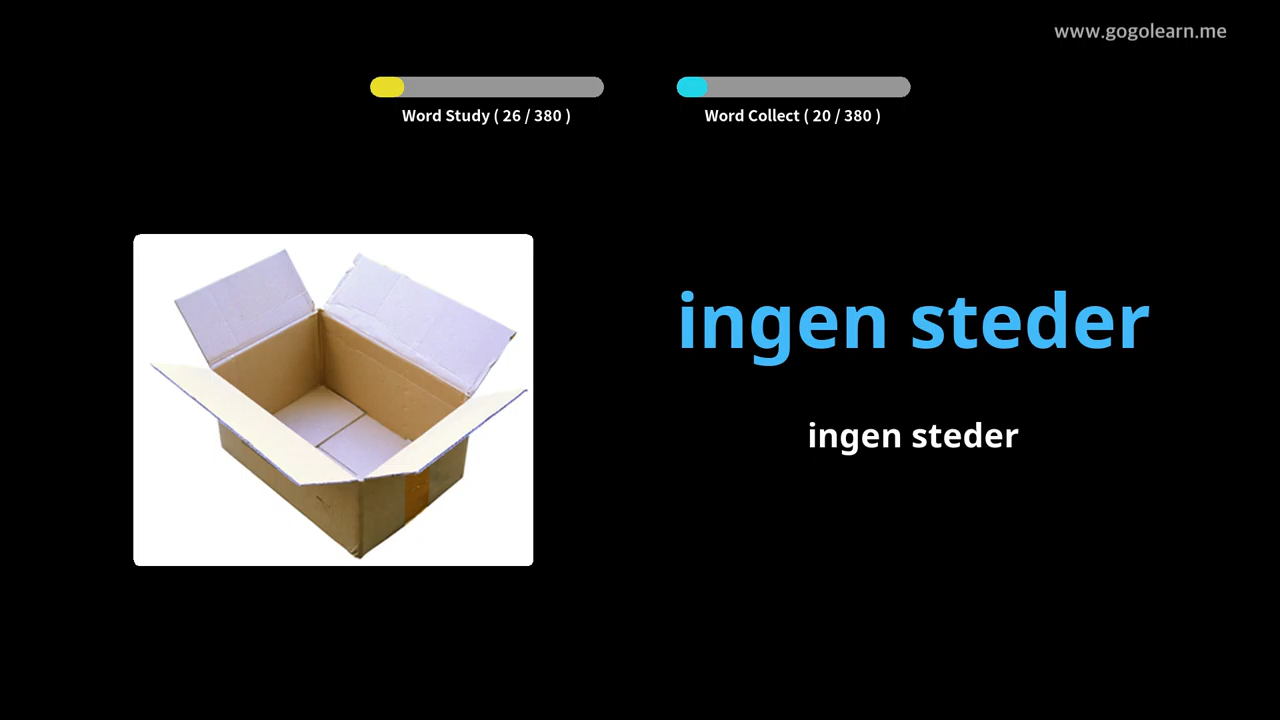 www.gogolearn.me
Word Study ( 26 / 380 )
Word Collect ( 20 / 380 )
ingen steder
ingen steder